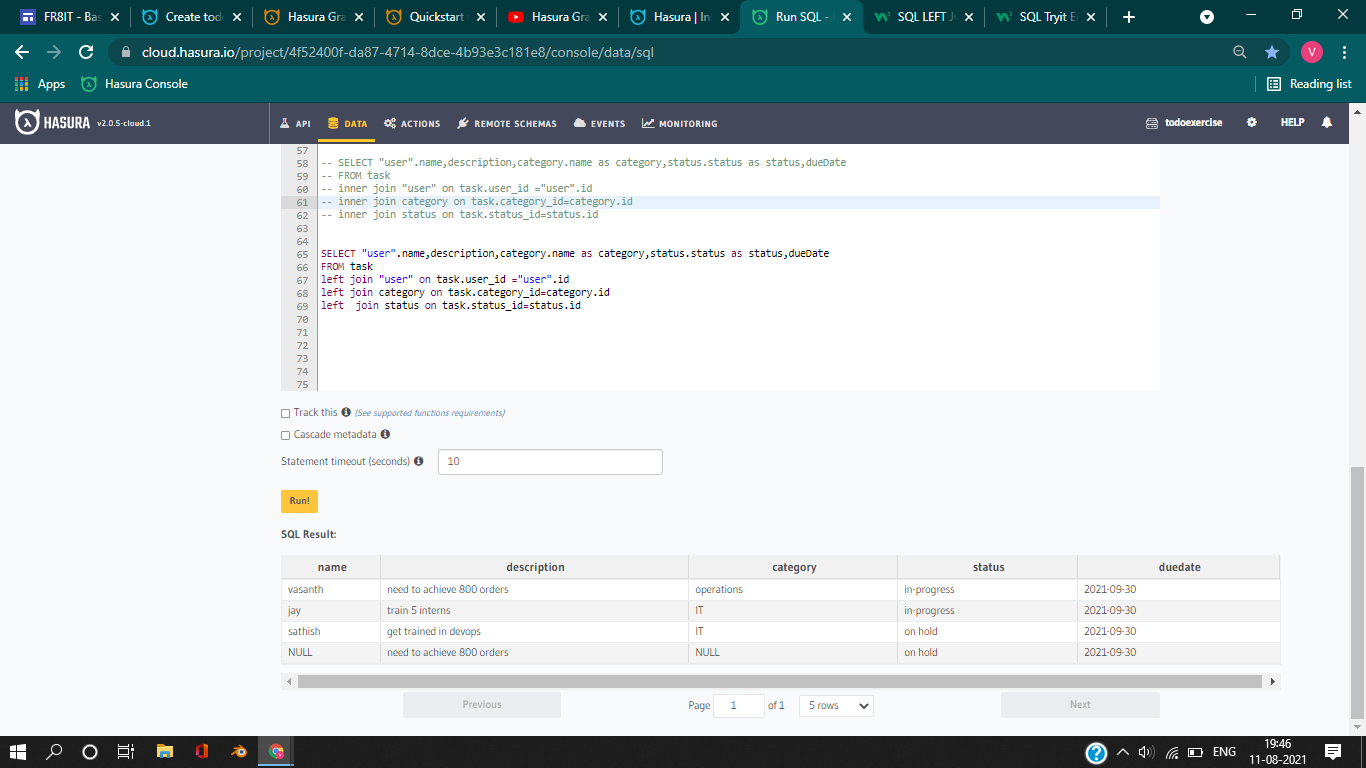 FR8IT - Bas
Create tod
Hasura Gra
Quickstart
Hasura Gra
Hasura | In
Run SQL -
SQL LEFT J
SQL Tryit E
cloud.hasura.io/project/4f52400f-da87-4714-8dce-4b93e3c181e8/console/data/sql
V
Apps
Hasura Console
Reading list
HASURA v2.0.5-cloud.1
API
DATA
ACTIONS
REMOTE SCHEMAS
EVENTS
MONITORING
todoexercise
HELP
57
58 -- SELECT "user".name,description,category.name as category,status.status as status,dueDate
59 -- FROM task
60 -- inner join "user" on task.user_id ="user".id
61 -- inner join category on task.category_id=category.id
62 -- inner join status on task.status_id=status.id
63
64
65 SELECT "user".name,description,category.name as category,status.status as status,dueDate
66 FROM task
67 left join "user" on task.user_id ="user".id
68 left join category on task.category_id=category.id
69 left  join status on task.status_id=status.id
70
71
72
73
74
75
Track this (See supported functions requirements)
Cascade metadata
Statement timeout (seconds) 10
Run!
SQL Result:
name description category status duedate
vasanth need to achieve 800 orders operations in-progress 2021-09-30
jay train 5 interns IT in-progress 2021-09-30
sathish get trained in devops IT on hold 2021-09-30
NULL need to achieve 800 orders NULL on hold 2021-09-30
Previous Page 1 of 1 5 rows Next
ENG
19:46
11-08-2021